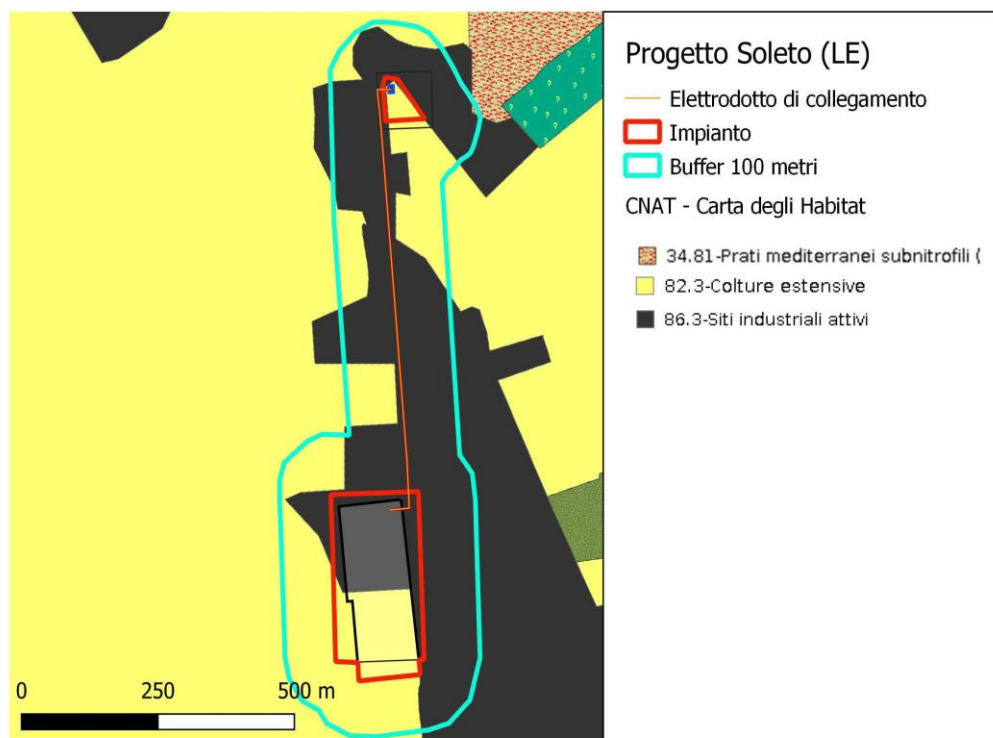 Progetto Soleto (LE)
Elettrodotto di collegamento
Impianto
Buffer 100 metri
CNAT - Carta degli Habitat
34.81-Prati mediterranei subnitrofili (
82.3-Colture estensive
86.3-Siti industriali attivi
0 250 500 m